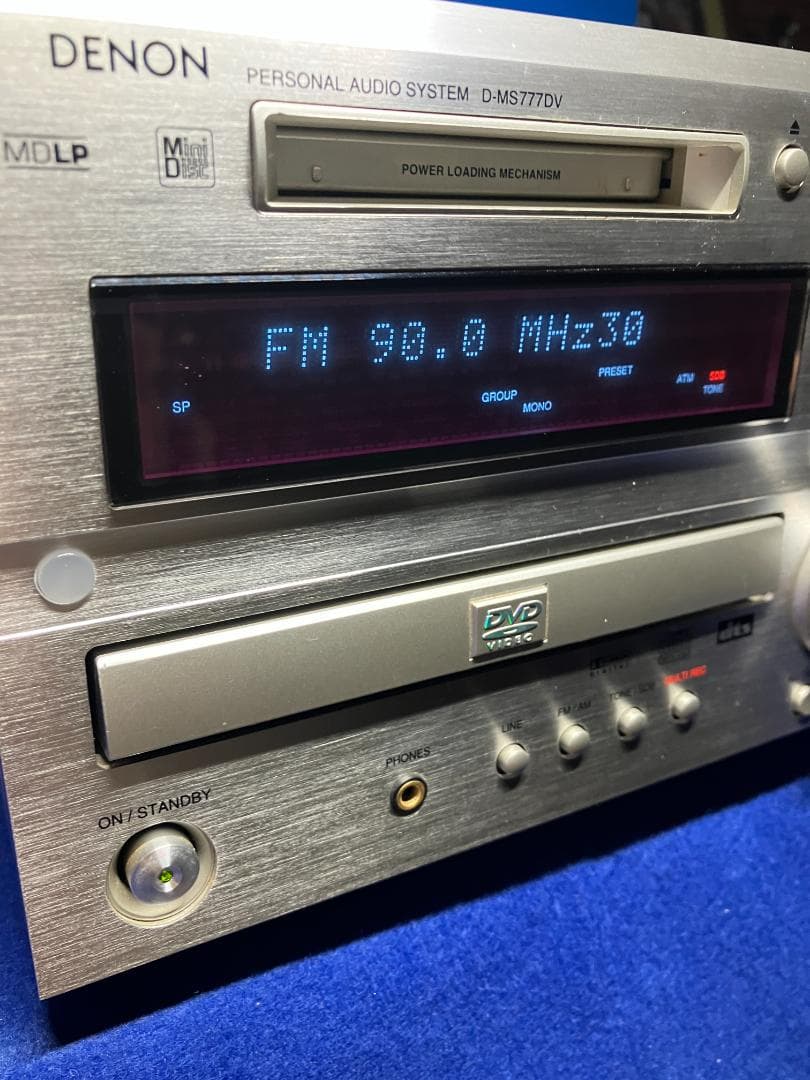 DENON
PERSONAL AUDIO SYSTEM D-MS777DV
MDLP
Mini Disc
POWER LOADING MECHANISM
FM 90.0 MHz30
PRESET
ATM SDB
TONE
SP
GROUP
MONO
DVD
VIDEO
DIGITAL
dts
MULTI REC
TONE / SDB
FM / AM
LINE
PHONES
ON / STANDBY